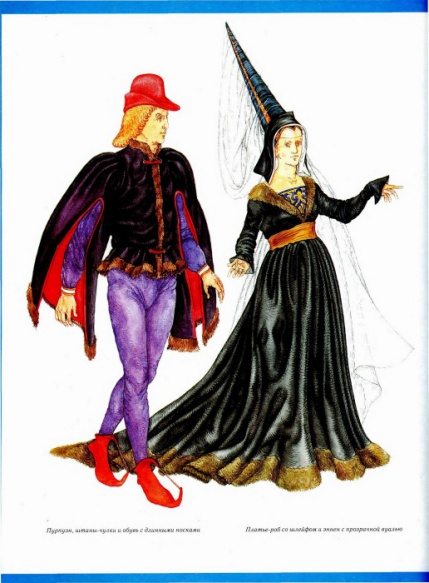 Пурпуэн, штаны-чулки и обувь с длинными носками
Платье-роб со шлейфом и эннен с прозрачной вуалью